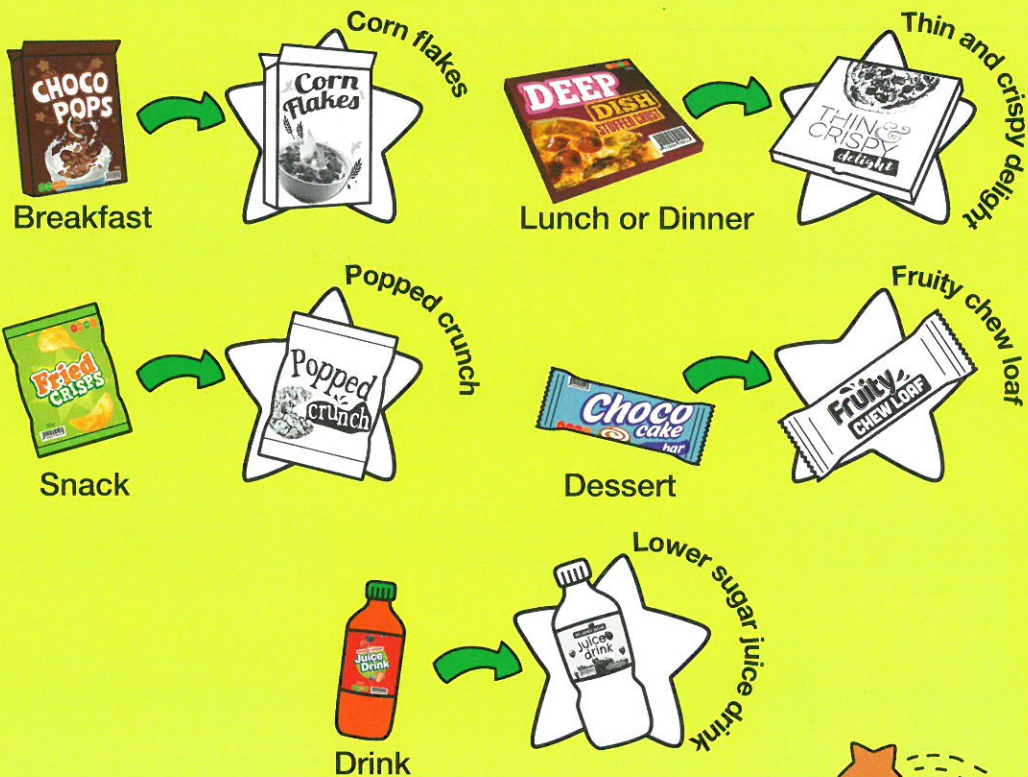 CHOCO
POPS
Breakfast
Corn flakes
Corn
Flakes
DEEP
DISH
STUFFED CRUST
Lunch or Dinner
Thin and crispy delight
THIN &
CRISPY
delight
Fried
CRISPS
Snack
Popped crunch
Popped
crunch
Choco
cake
bar
Dessert
Fruity chew loaf
Fruity
CHEW LOAF
Juice
Drink
Drink
Lower sugar juice drink
Juice
drink